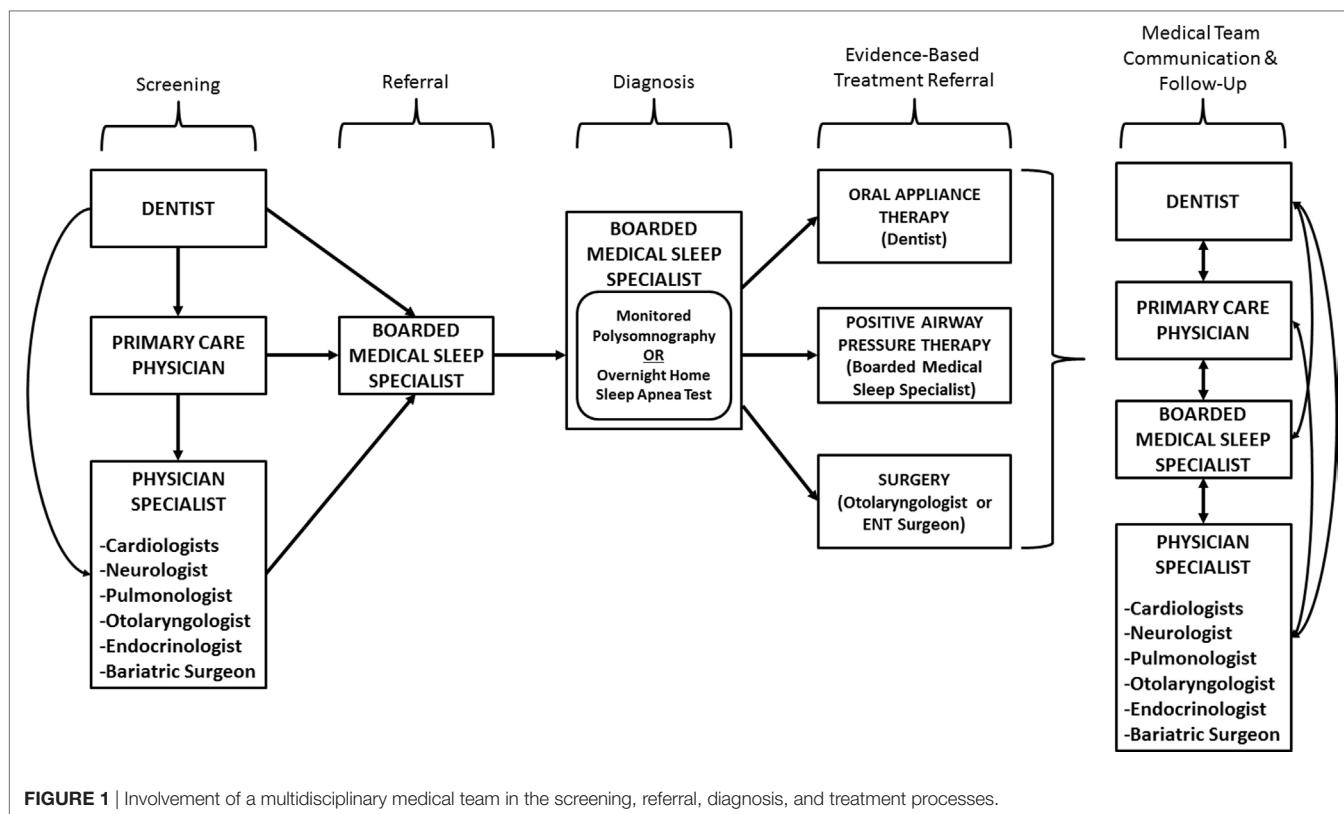 Screening
Referral
Diagnosis
Evidence-Based
Treatment Referral
Medical Team
Communication &
Follow-Up
DENTIST
PRIMARY CARE
PHYSICIAN
PHYSICIAN
SPECIALIST
-Cardiologists
-Neurologist
-Pulmonologist
-Otolaryngologist
-Endocrinologist
-Bariatric Surgeon
BOARDED
MEDICAL SLEEP
SPECIALIST
BOARDED
MEDICAL SLEEP
SPECIALIST
Monitored
Polysomnography
OR
Overnight Home
Sleep Apnea Test
ORAL APPLIANCE
THERAPY
(Dentist)
POSITIVE AIRWAY
PRESSURE THERAPY
(Boarded Medical
Sleep Specialist)
SURGERY
(Otolaryngologist or
ENT Surgeon)
DENTIST
PRIMARY CARE
PHYSICIAN
BOARDED
MEDICAL SLEEP
SPECIALIST
PHYSICIAN
SPECIALIST
-Cardiologists
-Neurologist
-Pulmonologist
-Otolaryngologist
-Endocrinologist
-Bariatric Surgeon
FIGURE 1 | Involvement of a multidisciplinary medical team in the screening, referral, diagnosis, and treatment processes.